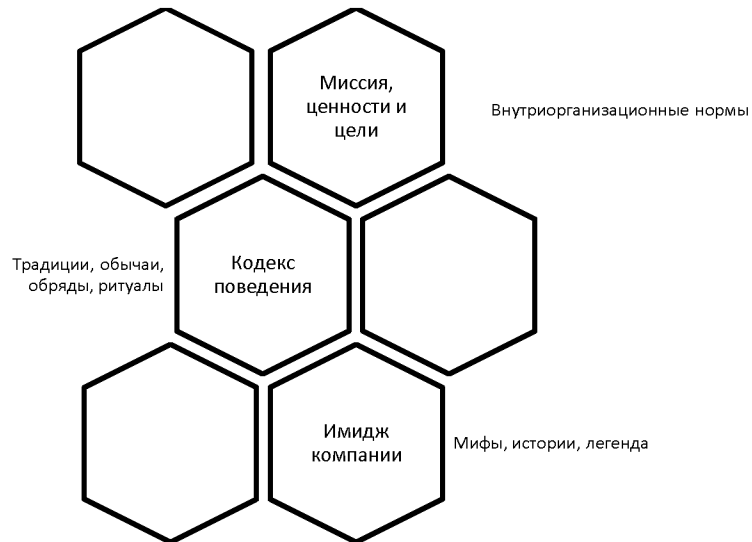 Миссия,
ценности и
цели
Внутриорганизационные нормы
Традиции, обычаи,
обряды, ритуалы
Кодекс
поведения
Имидж
компании
Мифы, истории, легенда